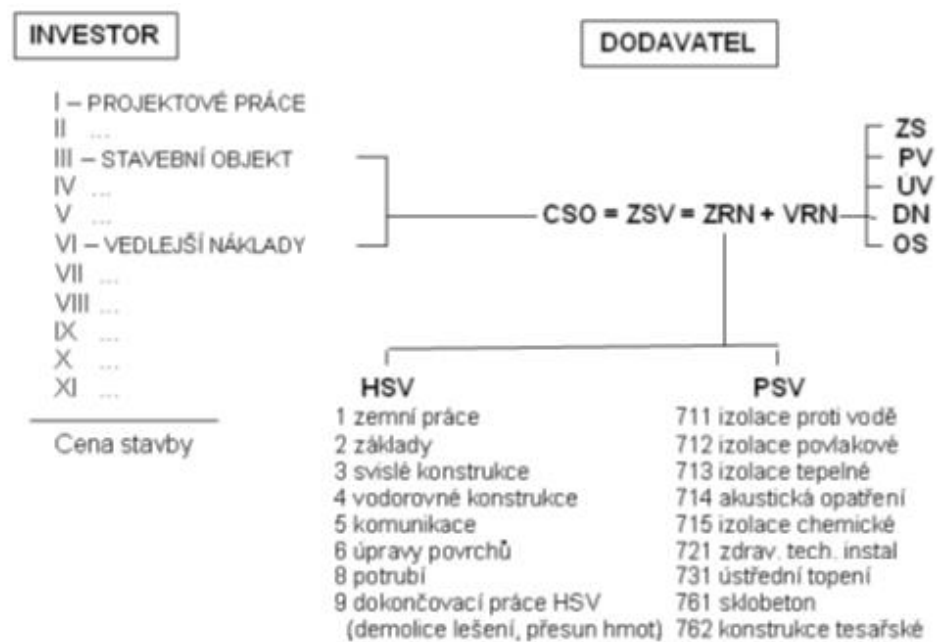 INVESTOR
I – PROJEKTOVÉ PRÁCE
II ...
III – STAVEBNÍ OBJEKT
IV ...
V ...
VI – VEDLEJŠÍ NÁKLADY
VII ...
VIII ...
IX ...
X ...
XI ...
Cena stavby
DODAVATEL
CSO = ZSV = ZRN + VRN
ZS
PV
ÚV
DN
OS
HSV
1 zemní práce
2 základy
3 svislé konstrukce
4 vodorovné konstrukce
5 komunikace
6 úpravy povrchů
8 potrubí
9 dokončovací práce HSV
(demolice lešení, přesun hmot)
PSV
711 izolace proti vodě
712 izolace povlakové
713 izolace tepelné
714 akustická opatření
715 izolace chemické
721 zdrav. tech. instal
731 ústřední topení
761 sklobeton
762 konstrukce tesařské